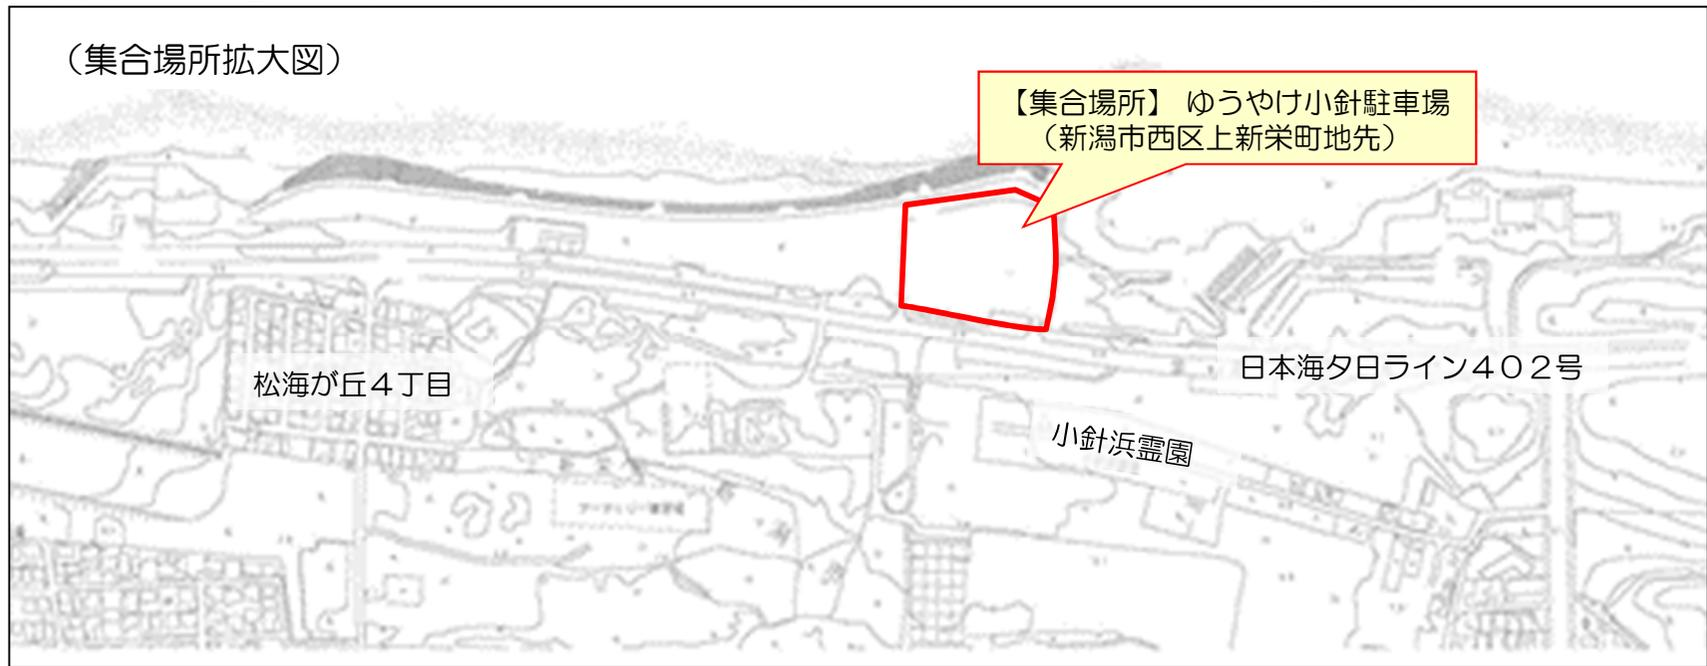 （集合場所拡大図）
【集合場所】 ゆうやけ小針駐車場
（新潟市西区上新栄町地先）
松海が丘４丁目
日本海夕日ライン４０２号
小針浜霊園